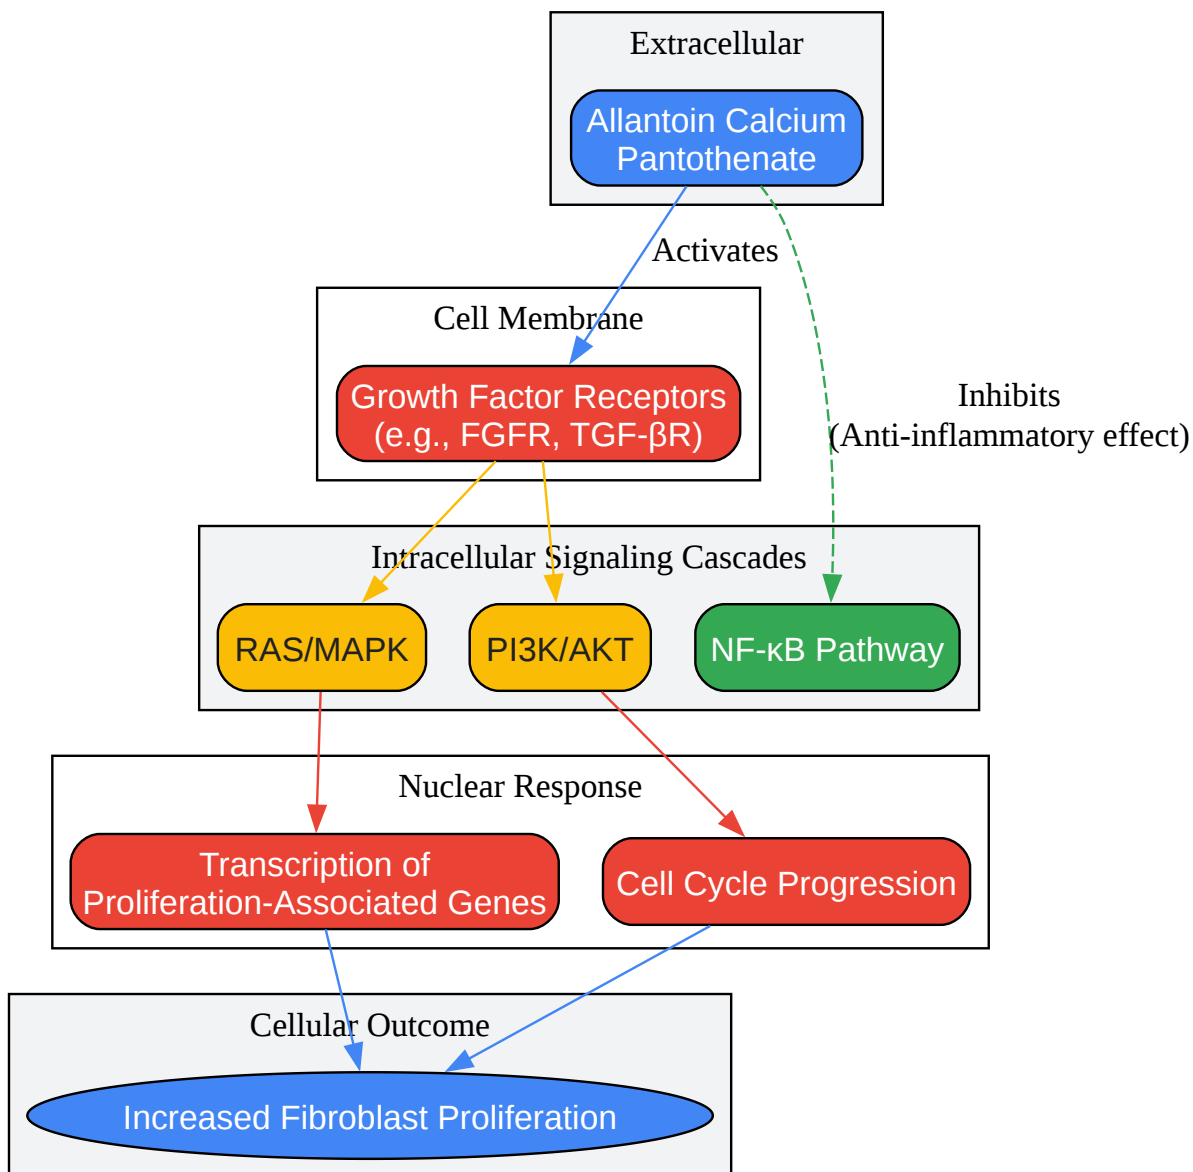 Extracellular
Allantoin Calcium
Pantothenate
Activates
Cell Membrane
Growth Factor Receptors
(e.g., FGFR, TGF-βR)
Inhibits
(Anti-inflammatory effect)
Intracellular Signaling Cascades
RAS/MAPK
PI3K/AKT
NF-κB Pathway
Nuclear Response
Transcription of
Proliferation-Associated Genes
Cell Cycle Progression
Cellular Outcome
Increased Fibroblast Proliferation